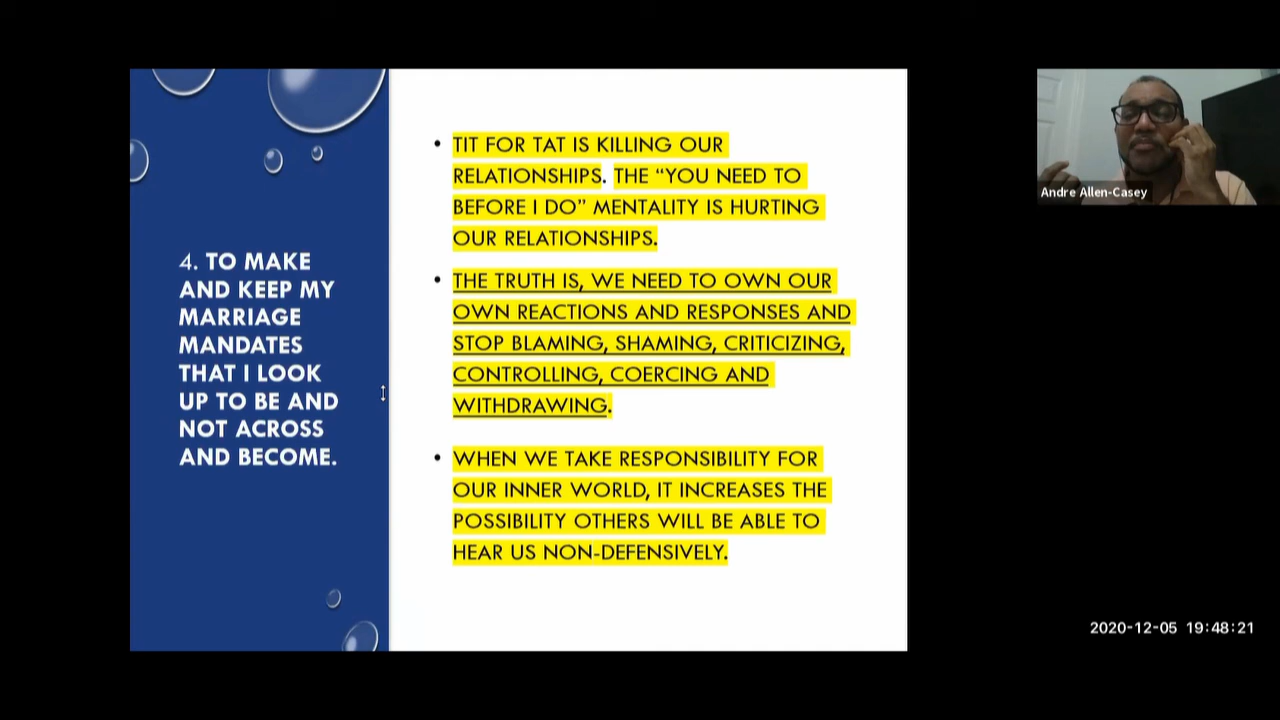 4. TO MAKE
AND KEEP MY
MARRIAGE
MANDATES
THAT I LOOK
UP TO BE AND
NOT ACROSS
AND BECOME.
• TIT FOR TAT IS KILLING OUR
RELATIONSHIPS. THE “YOU NEED TO
BEFORE I DO” MENTALITY IS HURTING
OUR RELATIONSHIPS.
• THE TRUTH IS, WE NEED TO OWN OUR
OWN REACTIONS AND RESPONSES AND
STOP BLAMING, SHAMING, CRITICIZING,
CONTROLLING, COERCING AND
WITHDRAWING.
• WHEN WE TAKE RESPONSIBILITY FOR
OUR INNER WORLD, IT INCREASES THE
POSSIBILITY OTHERS WILL BE ABLE TO
HEAR US NON-DEFENSIVELY.
Andre Allen-Casey
2020-12-05 19:48:21